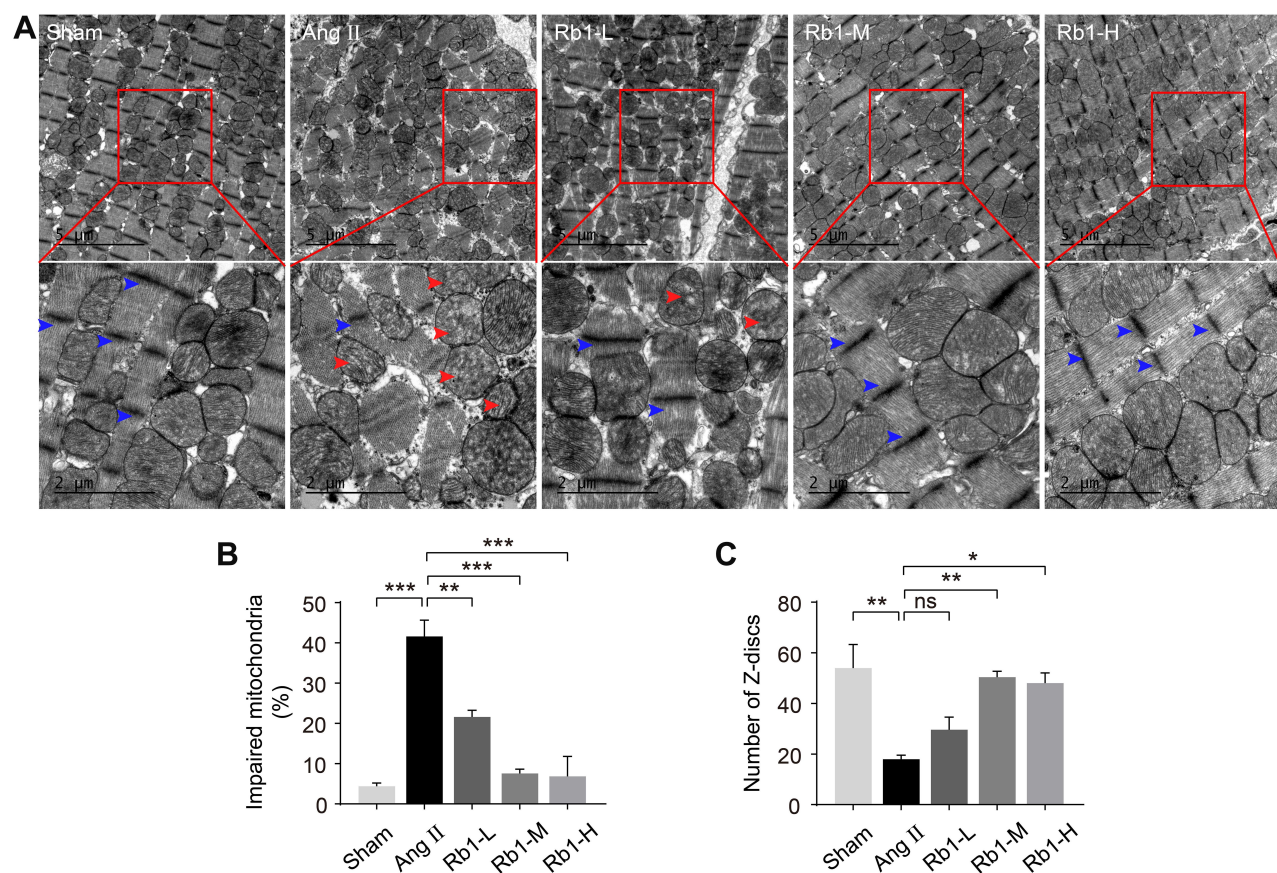 A
Sham
Ang II
Rb1-L
Rb1-M
Rb1-H
5 μm
5 μm
5 μm
5 μm
5 μm
2 μm
2 μm
2 μm
2 μm
2 μm
B
***
***
*** **
Impaired mitochondria
(%)
50
40
30
20
10
0
Sham
Ang II
Rb1-L
Rb1-M
Rb1-H
C
*
**
** ns
Number of Z-discs
80
60
40
20
0
Sham
Ang II
Rb1-L
Rb1-M
Rb1-H